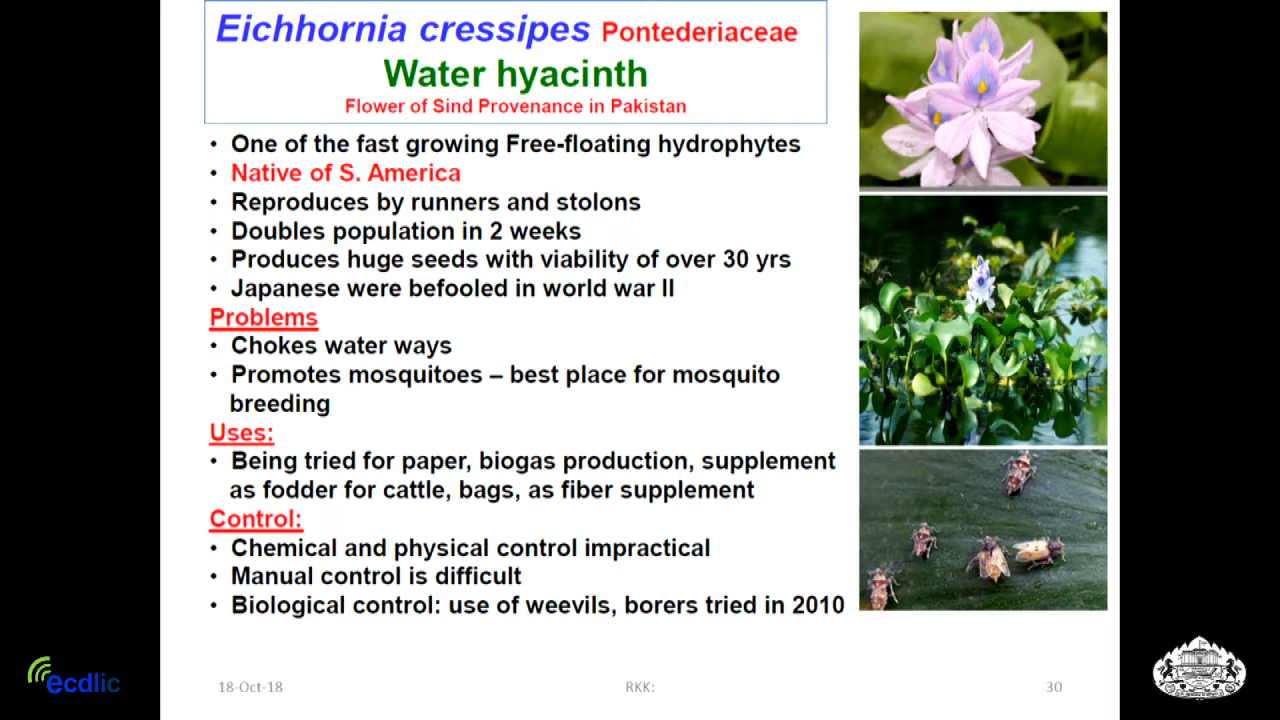 Eichhornia cressipes Pontederiaceae
Water hyacinth
Flower of Sind Provenance in Pakistan
• One of the fast growing Free-floating hydrophytes
• Native of S. America
• Reproduces by runners and stolons
• Doubles population in 2 weeks
• Produces huge seeds with viability of over 30 yrs
• Japanese were befooled in world war II
Problems
• Chokes water ways
• Promotes mosquitoes – best place for mosquito
breeding
Uses:
• Being tried for paper, biogas production, supplement
as fodder for cattle, bags, as fiber supplement
Control:
• Chemical and physical control impractical
• Manual control is difficult
• Biological control: use of weevils, borers tried in 2010
ecdlic
18-Oct-18
RKK:
30